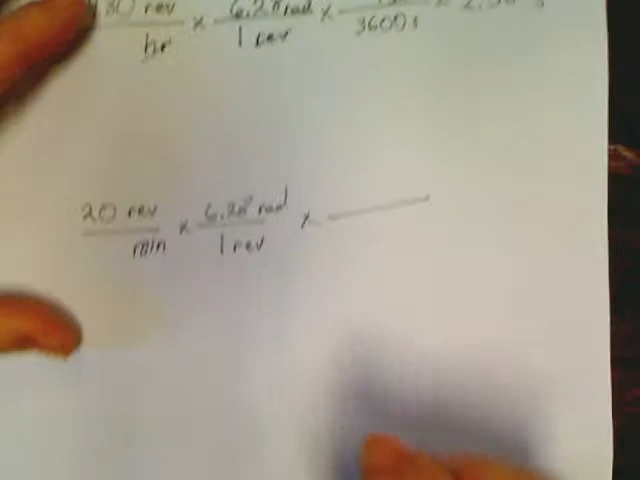 rev × 6.28 rad ×
hr 1 rev 3600 s
20 rev × 6.28 rad ×
min 1 rev